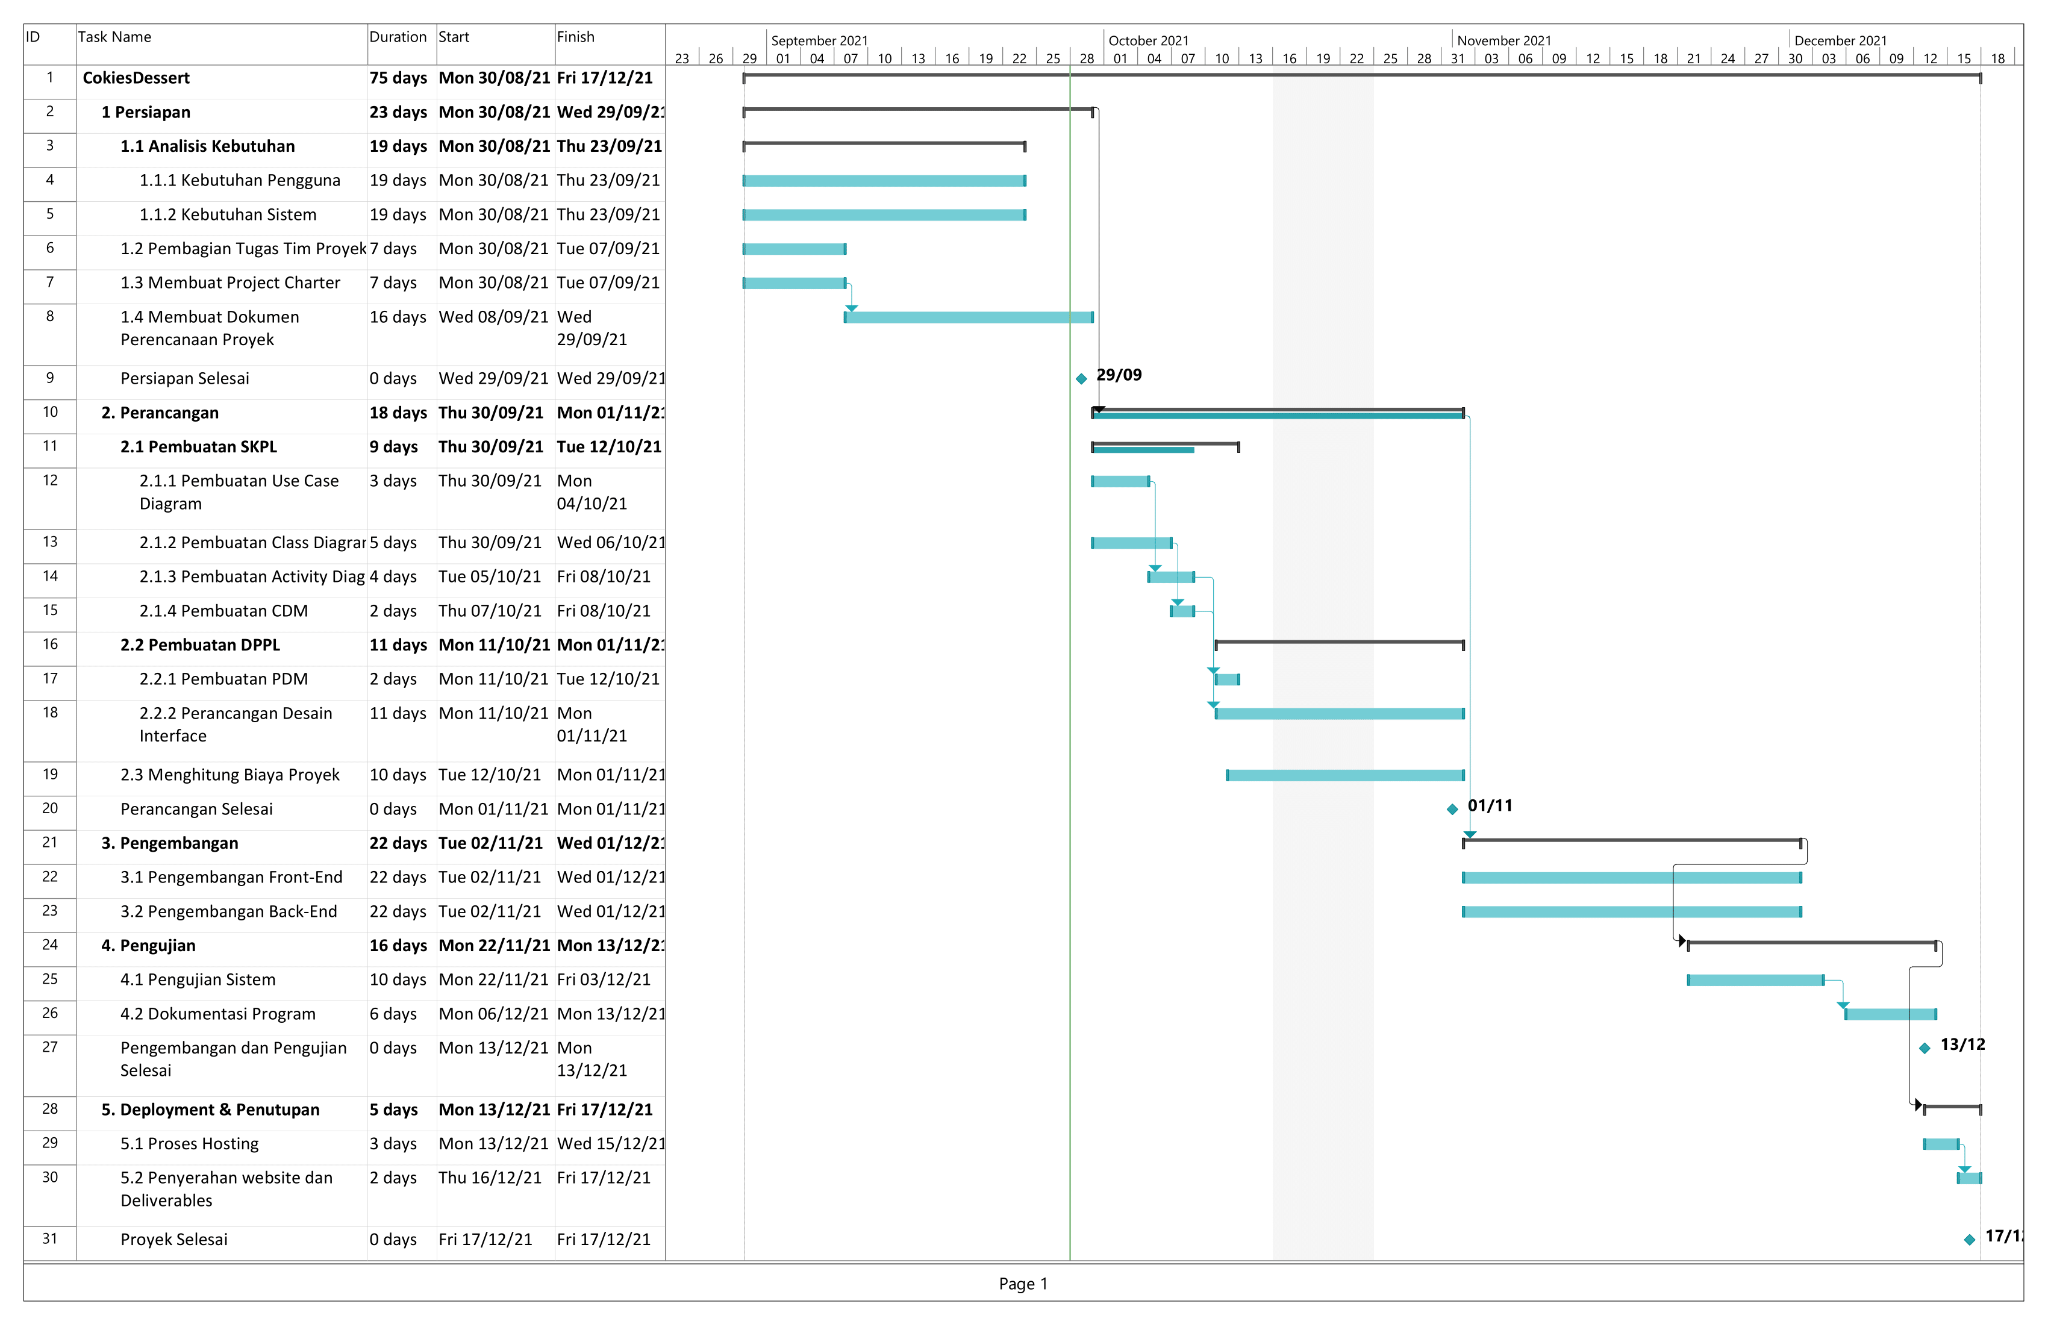 ID Task Name Duration Start Finish
September 2021 October 2021 November 2021 December 2021
23 26 29 01 04 07 10 13 16 19 22 25 28 01 04 07 10 13 16 19 22 25 28 31 03 06 09 12 15 18 21 24 27 30 03 06 09 12 15 18
1 CokiesDessert 75 days Mon 30/08/21 Fri 17/12/21
2 1 Persiapan 23 days Mon 30/08/21 Wed 29/09/21
3 1.1 Analisis Kebutuhan 19 days Mon 30/08/21 Thu 23/09/21
4 1.1.1 Kebutuhan Pengguna 19 days Mon 30/08/21 Thu 23/09/21
5 1.1.2 Kebutuhan Sistem 19 days Mon 30/08/21 Thu 23/09/21
6 1.2 Pembagian Tugas Tim Proyek 7 days Mon 30/08/21 Tue 07/09/21
7 1.3 Membuat Project Charter 7 days Mon 30/08/21 Tue 07/09/21
8 1.4 Membuat Dokumen 16 days Wed 08/09/21 Wed
Perencanaan Proyek 29/09/21
9 Persiapan Selesai 0 days Wed 29/09/21 Wed 29/09/21 29/09
10 2. Perancangan 18 days Thu 30/09/21 Mon 01/11/21
11 2.1 Pembuatan SKPL 9 days Thu 30/09/21 Tue 12/10/21
12 2.1.1 Pembuatan Use Case 3 days Thu 30/09/21 Mon
Diagram 04/10/21
13 2.1.2 Pembuatan Class Diagram 5 days Thu 30/09/21 Wed 06/10/21
14 2.1.3 Pembuatan Activity Diag 4 days Tue 05/10/21 Fri 08/10/21
15 2.1.4 Pembuatan CDM 2 days Thu 07/10/21 Fri 08/10/21
16 2.2 Pembuatan DPPL 11 days Mon 11/10/21 Mon 01/11/21
17 2.2.1 Pembuatan PDM 2 days Mon 11/10/21 Tue 12/10/21
18 2.2.2 Perancangan Desain 11 days Mon 11/10/21 Mon
Interface 01/11/21
19 2.3 Menghitung Biaya Proyek 10 days Tue 12/10/21 Mon 01/11/21
20 Perancangan Selesai 0 days Mon 01/11/21 Mon 01/11/21 01/11
21 3. Pengembangan 22 days Tue 02/11/21 Wed 01/12/21
22 3.1 Pengembangan Front-End 22 days Tue 02/11/21 Wed 01/12/21
23 3.2 Pengembangan Back-End 22 days Tue 02/11/21 Wed 01/12/21
24 4. Pengujian 16 days Mon 22/11/21 Mon 13/12/21
25 4.1 Pengujian Sistem 10 days Mon 22/11/21 Fri 03/12/21
26 4.2 Dokumentasi Program 6 days Mon 06/12/21 Mon 13/12/21
27 Pengembangan dan Pengujian 0 days Mon 13/12/21 Mon 13/12
Selesai 13/12/21
28 5. Deployment & Penutupan 5 days Mon 13/12/21 Fri 17/12/21
29 5.1 Proses Hosting 3 days Mon 13/12/21 Wed 15/12/21
30 5.2 Penyerahan website dan 2 days Thu 16/12/21 Fri 17/12/21
Deliverables
31 Proyek Selesai 0 days Fri 17/12/21 Fri 17/12/21 17/12
Page 1